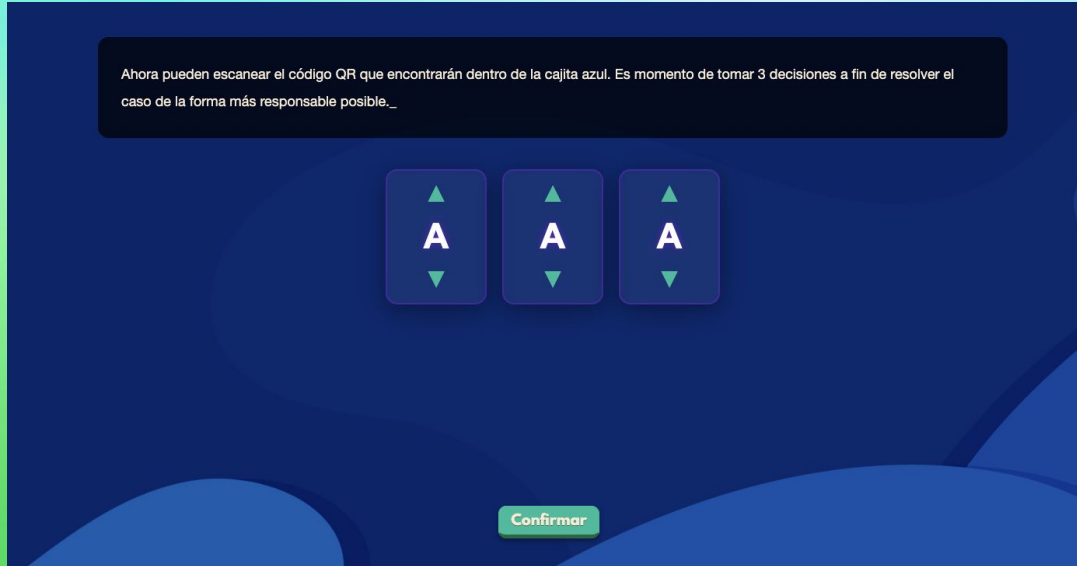 Ahora pueden escanear el código QR que encontrarán dentro de la cajita azul. Es momento de tomar 3 decisiones a fin de resolver el
caso de la forma más responsable posible._
A A A
Confirmar